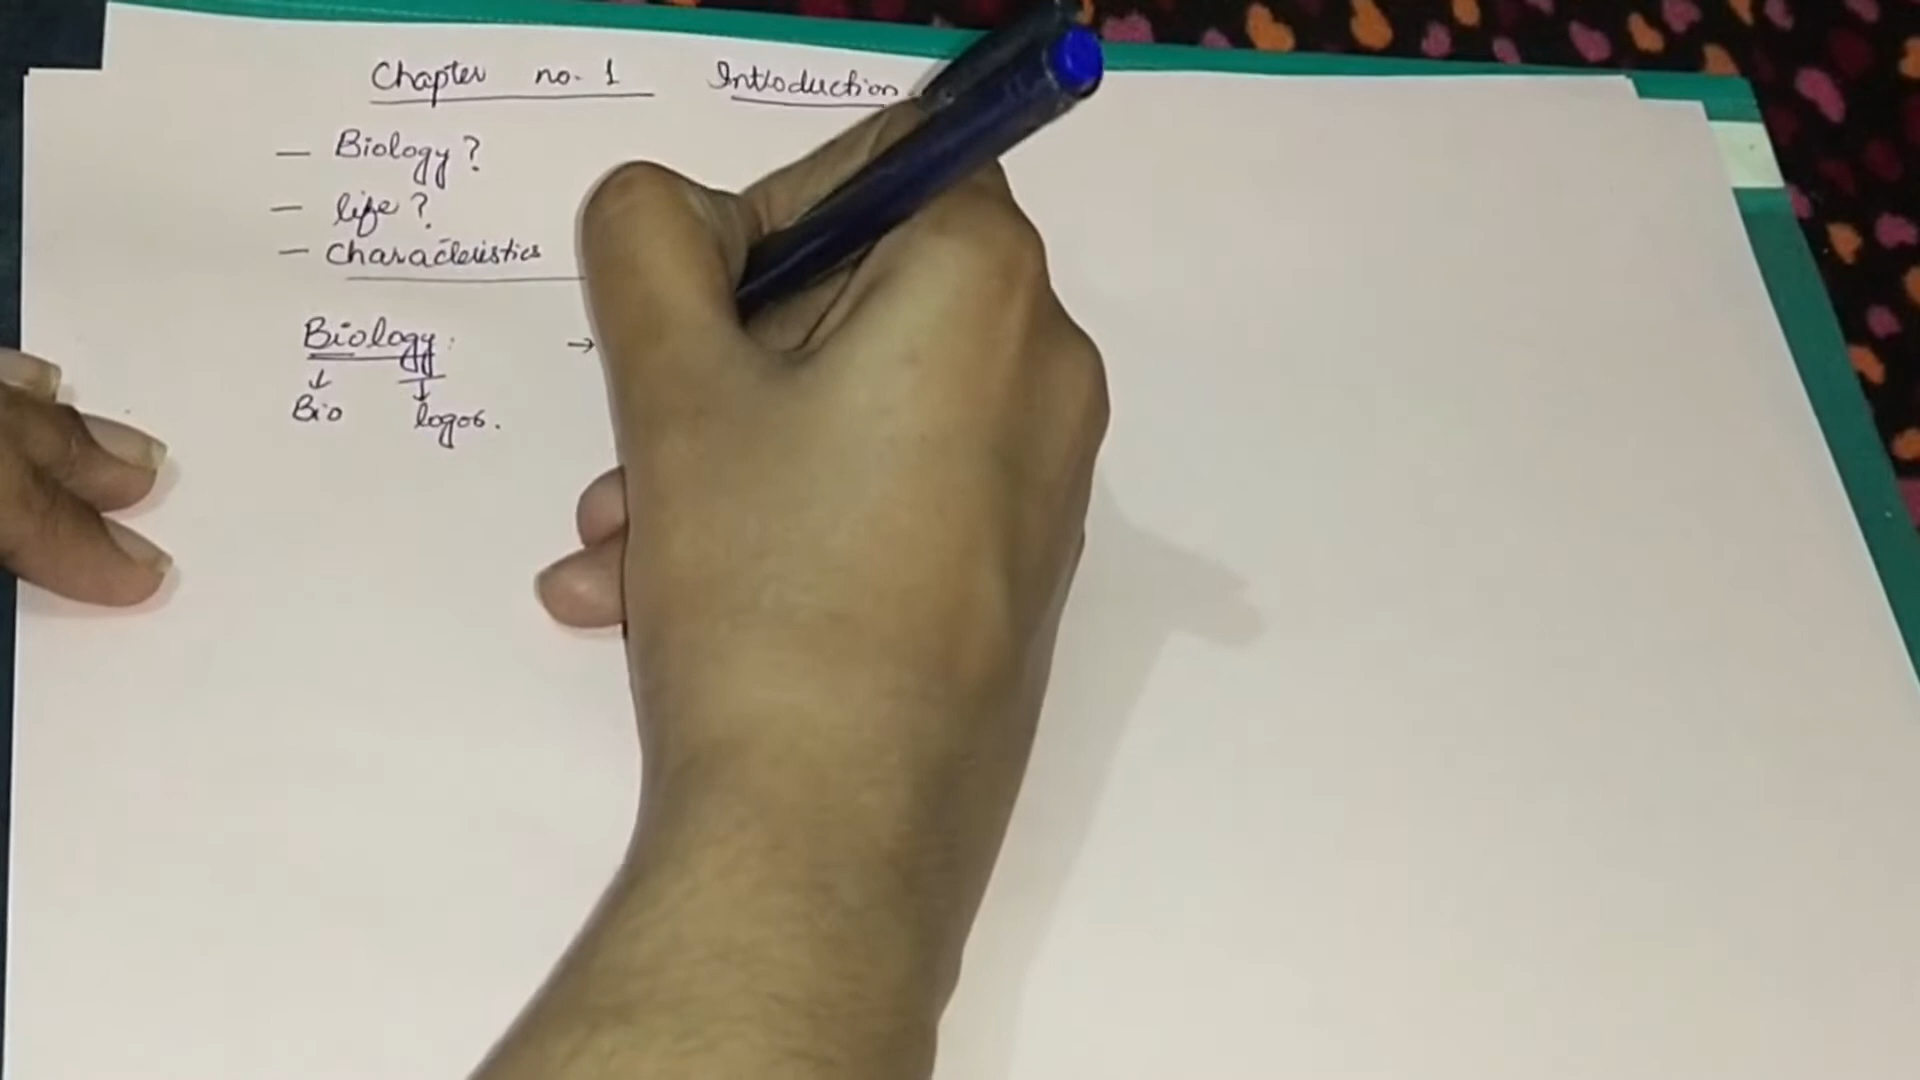 Chapter no. 1 Introduction
— Biology?
— life?
— Characteristics
Biology: →
↓ ↓
Bio logos.